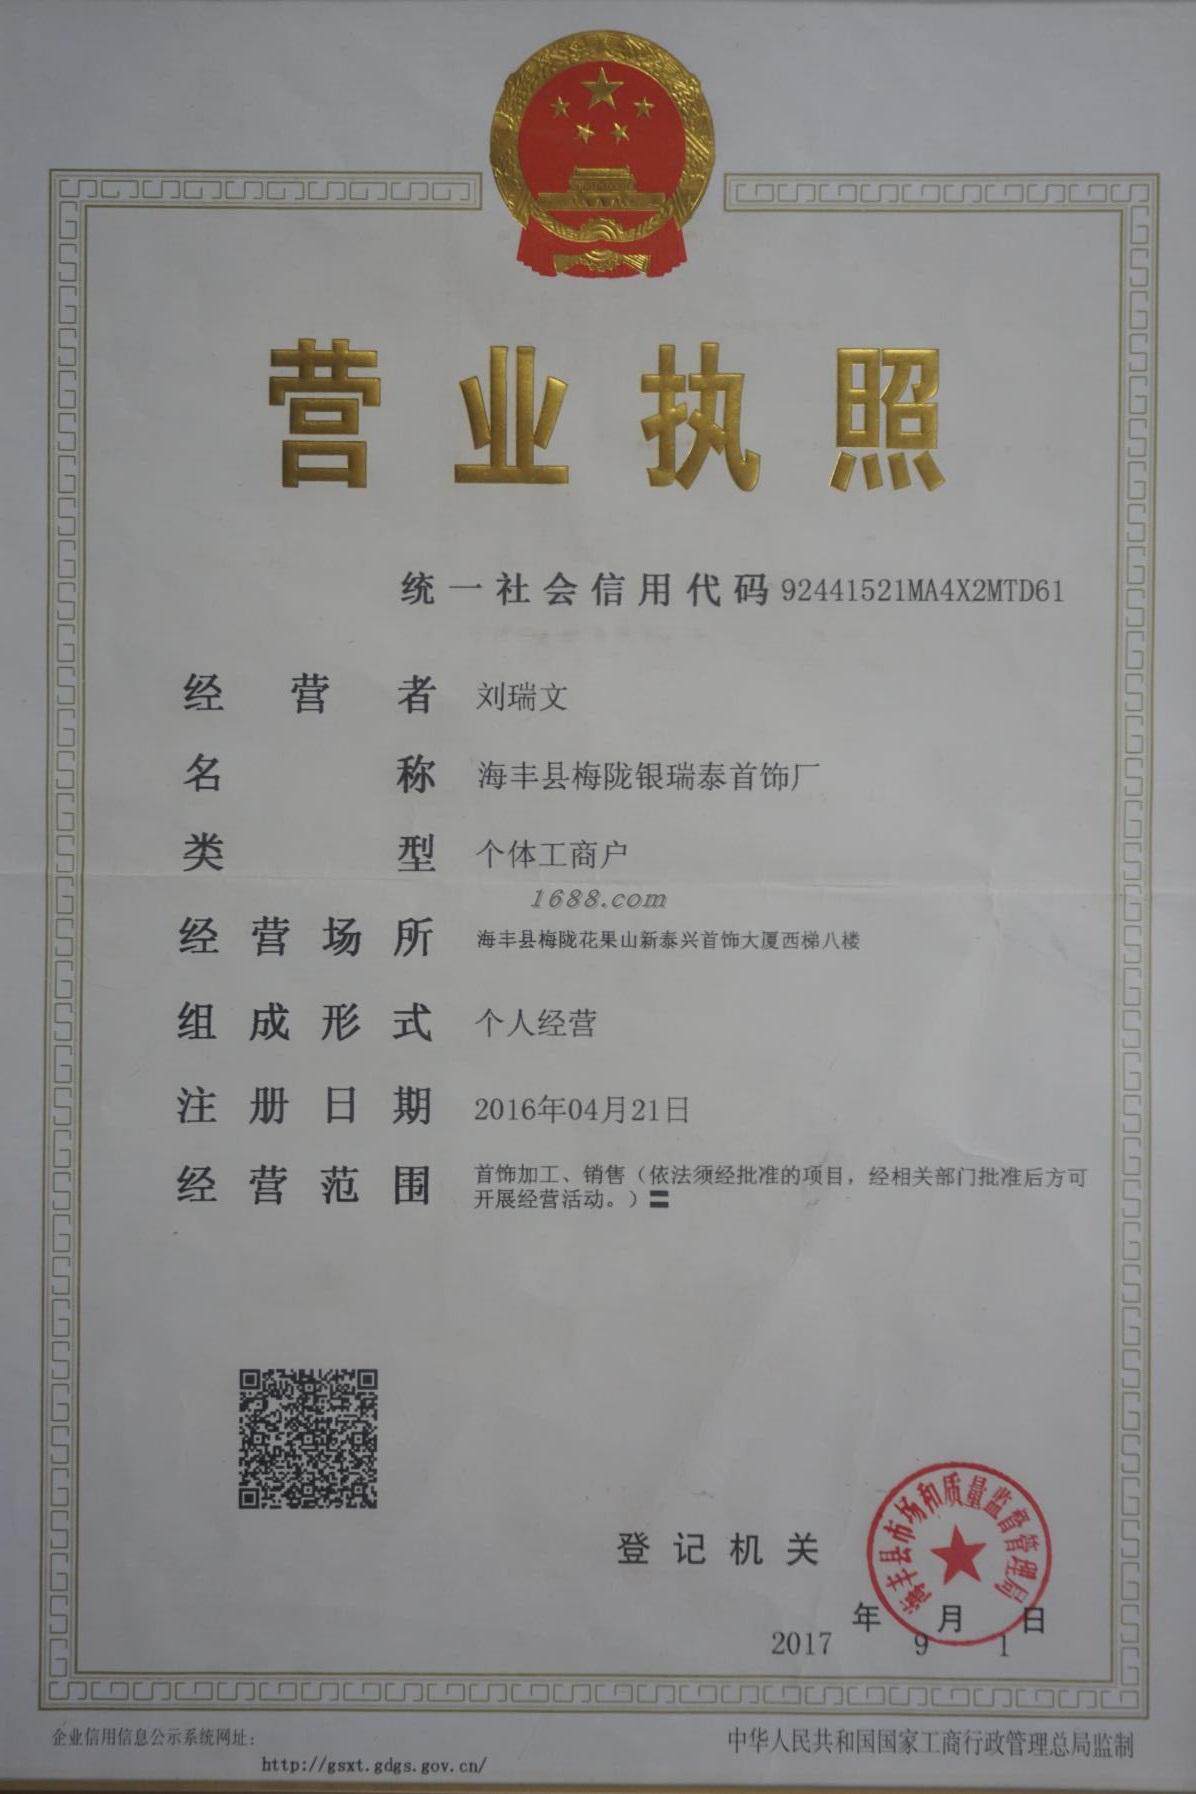 营业执照
统一社会信用代码 92441521MA4X2MTD61
经营者 刘瑞文
名称 海丰县梅陇银瑞泰首饰厂
类型 个体工商户
1688.com
经营场所 海丰县梅陇花果山新泰兴首饰大厦西梯八楼
组成形式 个人经营
注册日期 2016年04月21日
经营范围 首饰加工、销售（依法须经批准的项目，经相关部门批准后方可
开展经营活动。）〓
海丰县市场和质量监督管理局
登记机关
年 月 日
2017 9 1
企业信用信息公示系统网址：
http://gsxt.gdgs.gov.cn/
中华人民共和国国家工商行政管理总局监制